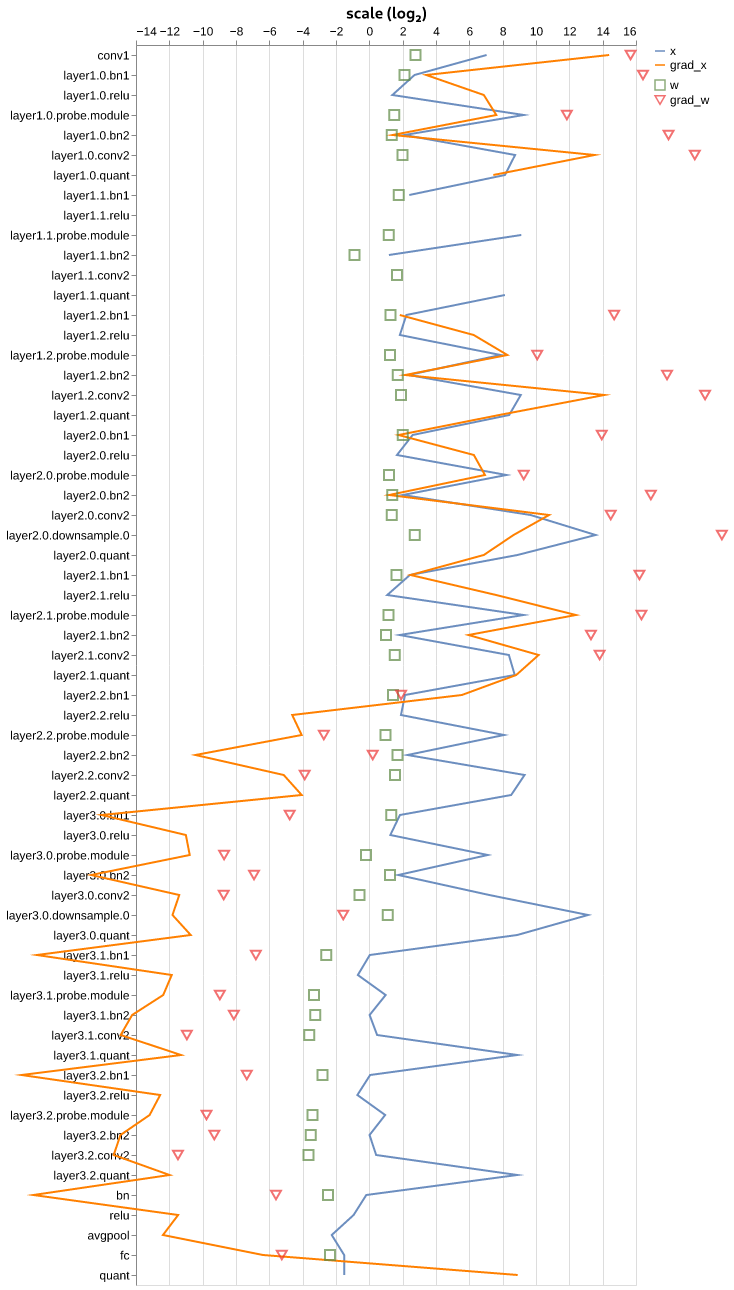 scale (log₂)
−14 −12 −10 −8 −6 −4 −2 0 2 4 6 8 10 12 14 16
x
grad_x
w
grad_w
conv1
layer1.0.bn1
layer1.0.relu
layer1.0.probe.module
layer1.0.bn2
layer1.0.conv2
layer1.0.quant
layer1.1.bn1
layer1.1.relu
layer1.1.probe.module
layer1.1.bn2
layer1.1.conv2
layer1.1.quant
layer1.2.bn1
layer1.2.relu
layer1.2.probe.module
layer1.2.bn2
layer1.2.conv2
layer1.2.quant
layer2.0.bn1
layer2.0.relu
layer2.0.probe.module
layer2.0.bn2
layer2.0.conv2
layer2.0.downsample.0
layer2.0.quant
layer2.1.bn1
layer2.1.relu
layer2.1.probe.module
layer2.1.bn2
layer2.1.conv2
layer2.1.quant
layer2.2.bn1
layer2.2.relu
layer2.2.probe.module
layer2.2.bn2
layer2.2.conv2
layer2.2.quant
layer3.0.bn1
layer3.0.relu
layer3.0.probe.module
layer3.0.bn2
layer3.0.conv2
layer3.0.downsample.0
layer3.0.quant
layer3.1.bn1
layer3.1.relu
layer3.1.probe.module
layer3.1.bn2
layer3.1.conv2
layer3.1.quant
layer3.2.bn1
layer3.2.relu
layer3.2.probe.module
layer3.2.bn2
layer3.2.conv2
layer3.2.quant
bn
relu
avgpool
fc
quant